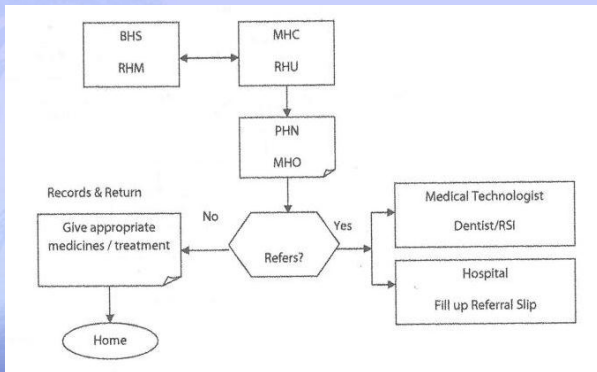 BHS
RHM
MHC
RHU
PHN
MHO
Records & Return
No
Yes
Give appropriate
medicines / treatment
Refers?
Medical Technologist
Dentist/RSI
Hospital
Fill up Referral Slip
Home